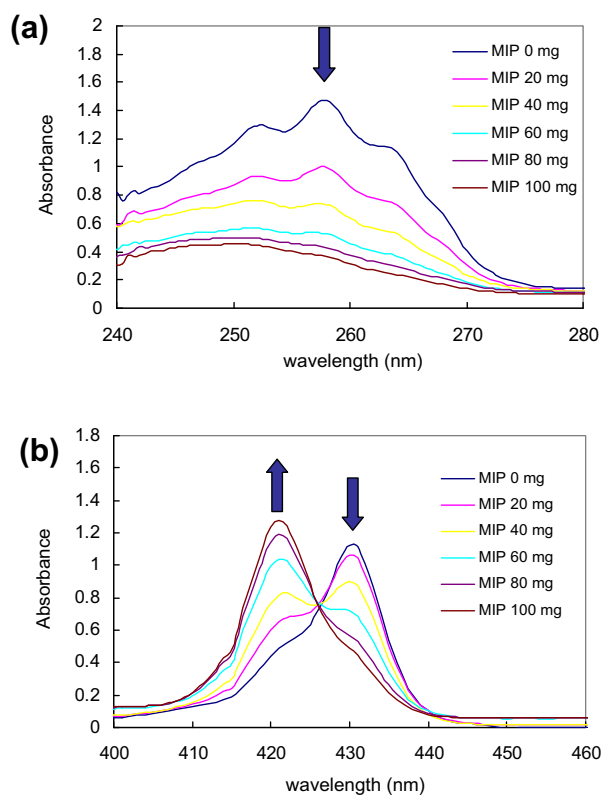 (a)
2
1.8
1.6
1.4
1.2
1
0.8
0.6
0.4
0.2
0
Absorbance
240 250 260 270 280
wavelength (nm)
MIP 0 mg
MIP 20 mg
MIP 40 mg
MIP 60 mg
MIP 80 mg
MIP 100 mg
(b)
1.8
1.6
1.4
1.2
1
0.8
0.6
0.4
0.2
0
Absorbance
400 410 420 430 440 450 460
wavelength (nm)
MIP 0 mg
MIP 20 mg
MIP 40 mg
MIP 60 mg
MIP 80 mg
MIP 100 mg